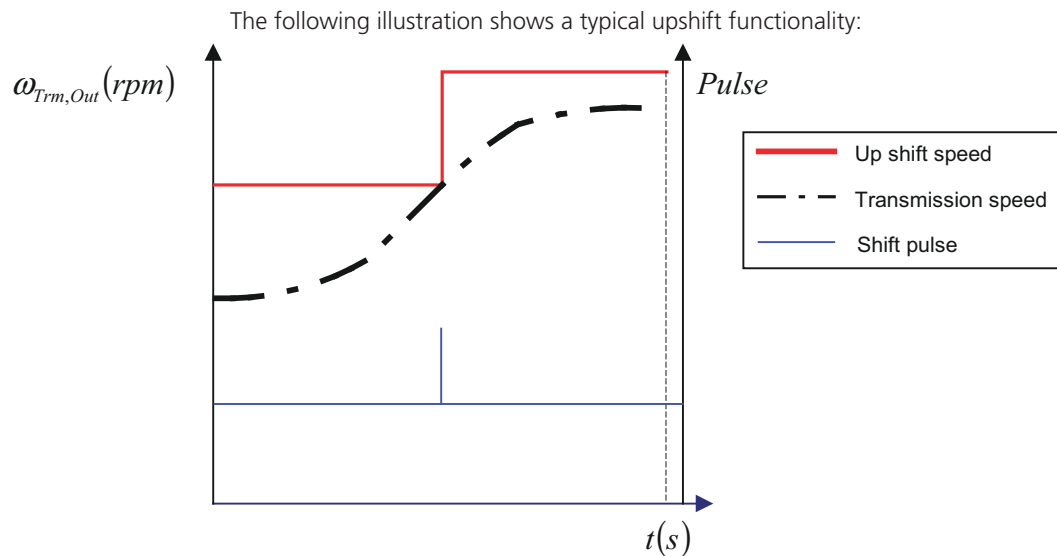 The following illustration shows a typical upshift functionality:
ω_Trm,Out (rpm)
Pulse
Up shift speed
Transmission speed
Shift pulse
t(s)